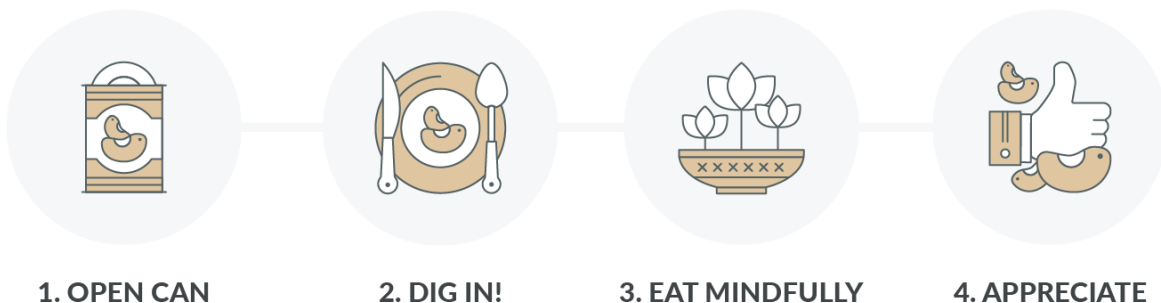 1. OPEN CAN
2. DIG IN!
3. EAT MINDFULLY
4. APPRECIATE